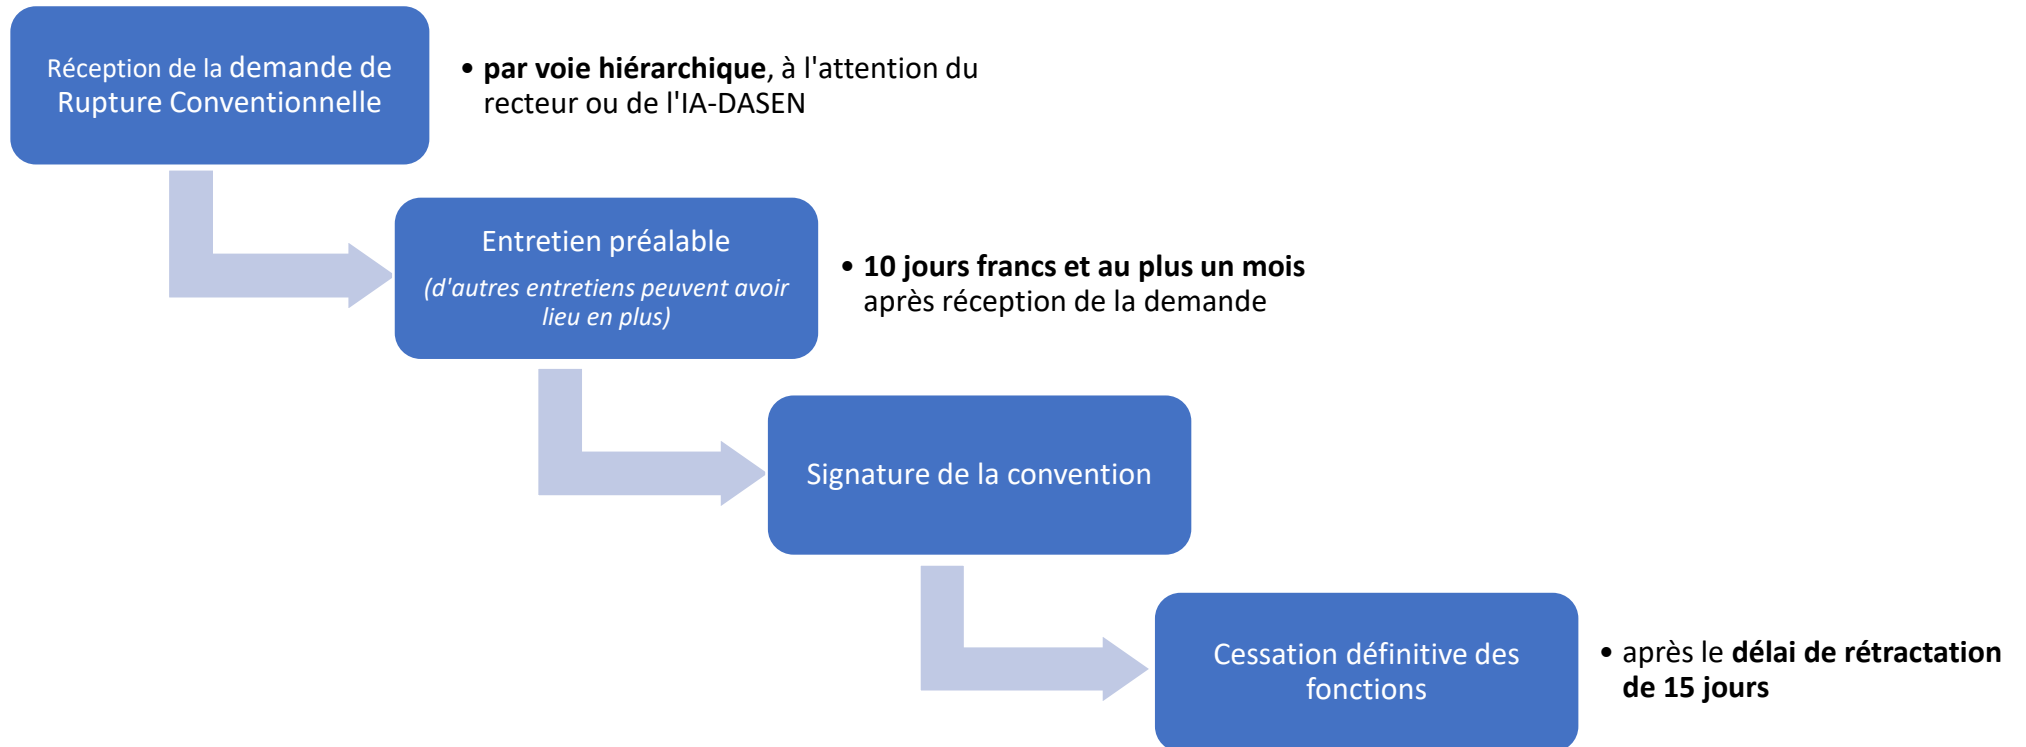 Réception de la demande de
Rupture Conventionnelle
• par voie hiérarchique, à l'attention du
recteur ou de l'IA-DASEN
Entretien préalable
(d'autres entretiens peuvent avoir
lieu en plus)
• 10 jours francs et au plus un mois
après réception de la demande
Signature de la convention
Cessation définitive des
fonctions
• après le délai de rétractation
de 15 jours